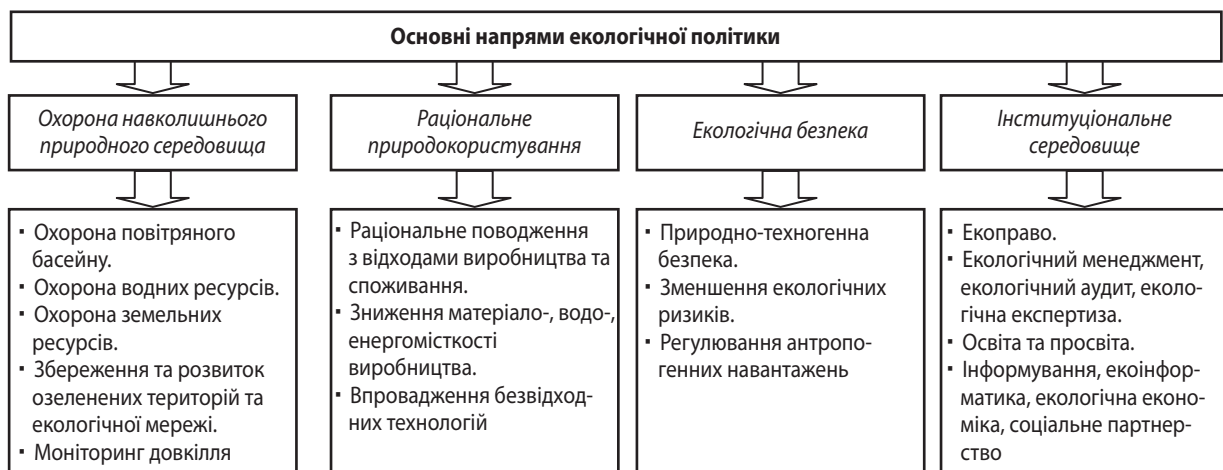 Основні напрями екологічної політики
Охорона навколишнього
природного середовища
Раціональне
природокористування
Екологічна безпека
Інституціональне
середовище
▪ Охорона повітряного
басейну.
▪ Охорона водних ресурсів.
▪ Охорона земельних
ресурсів.
▪ Збереження та розвиток
озеленених територій та
екологічної мережі.
▪ Моніторинг довкілля
▪ Раціональне поводження
з відходами виробництва та
споживання.
▪ Зниження матеріало-, водо-,
енергомісткості
виробництва.
▪ Впровадження безвідход-
них технологій
▪ Природно-техногенна
безпека.
▪ Зменшення екологічних
ризиків.
▪ Регулювання антропо-
генних навантажень
▪ Екоправо.
▪ Екологічний менеджмент,
екологічний аудит, еколо-
гічна експертиза.
▪ Освіта та просвіта.
▪ Інформування, екоінфор-
матика, екологічна еконо-
міка, соціальне партнер-
ство